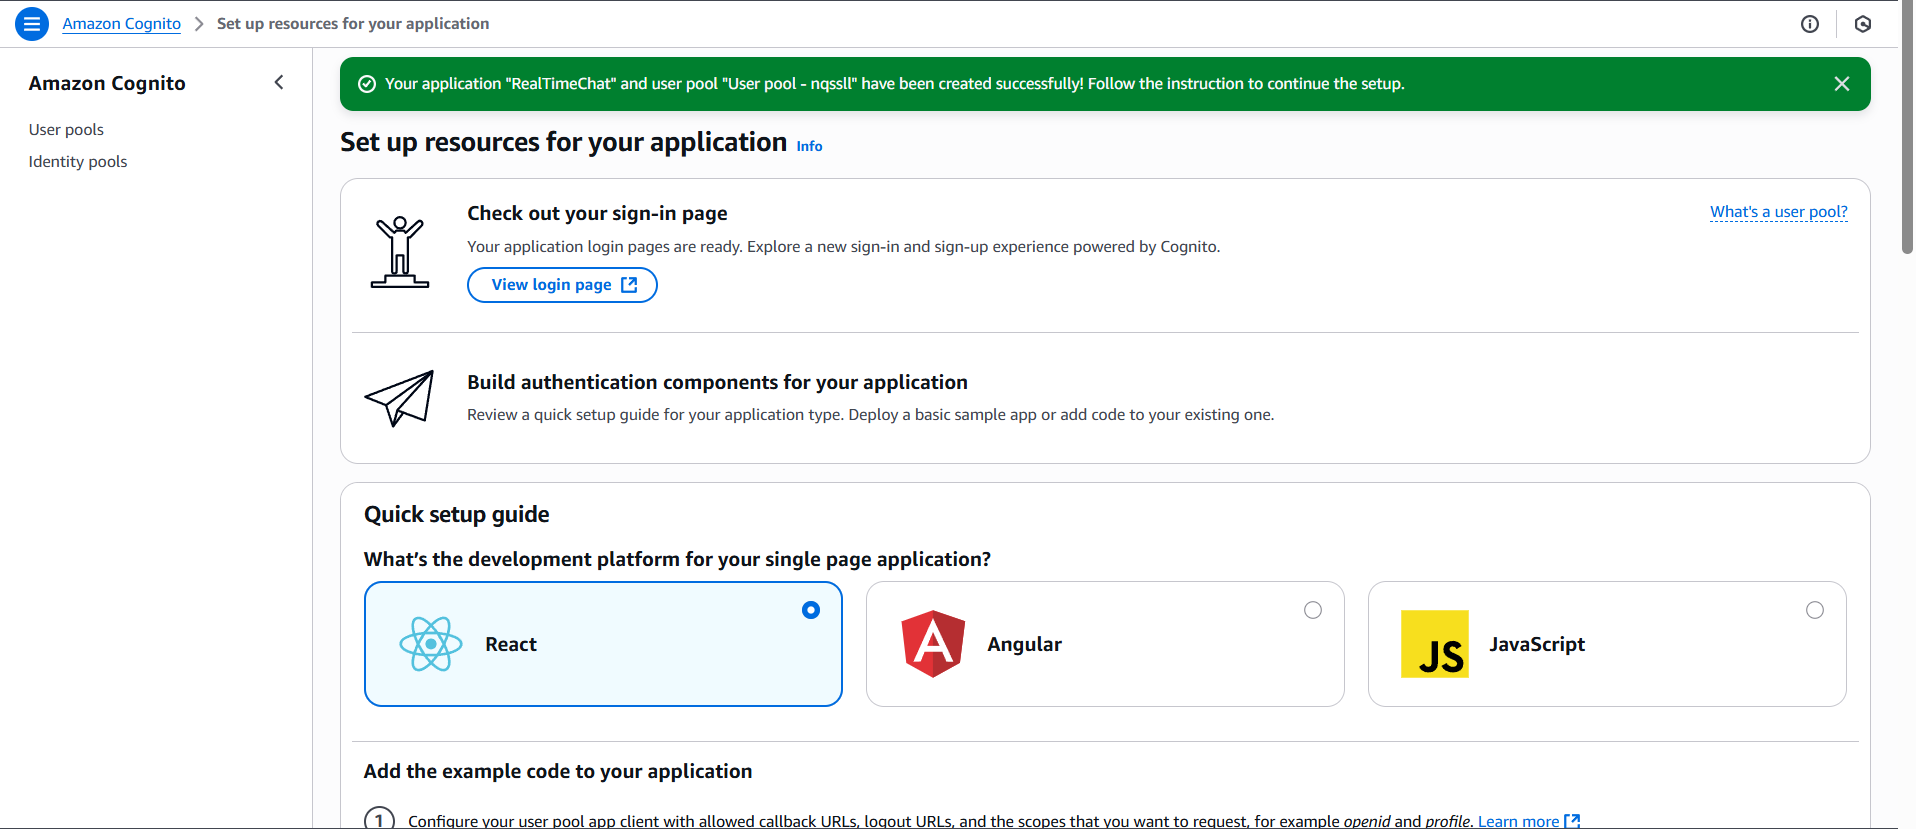 Amazon Cognito > Set up resources for your application
Amazon Cognito
User pools
Identity pools
Your application "RealTimeChat" and user pool "User pool - nqssll" have been created successfully! Follow the instruction to continue the setup.
Set up resources for your application Info
Check out your sign-in page
What's a user pool?
Your application login pages are ready. Explore a new sign-in and sign-up experience powered by Cognito.
View login page
Build authentication components for your application
Review a quick setup guide for your application type. Deploy a basic sample app or add code to your existing one.
Quick setup guide
What's the development platform for your single page application?
React
A
Angular
JS
JavaScript
Add the example code to your application
1 Configure your user pool app client with allowed callback URLs, logout URLs, and the scopes that you want to request, for example openid and profile. Learn more